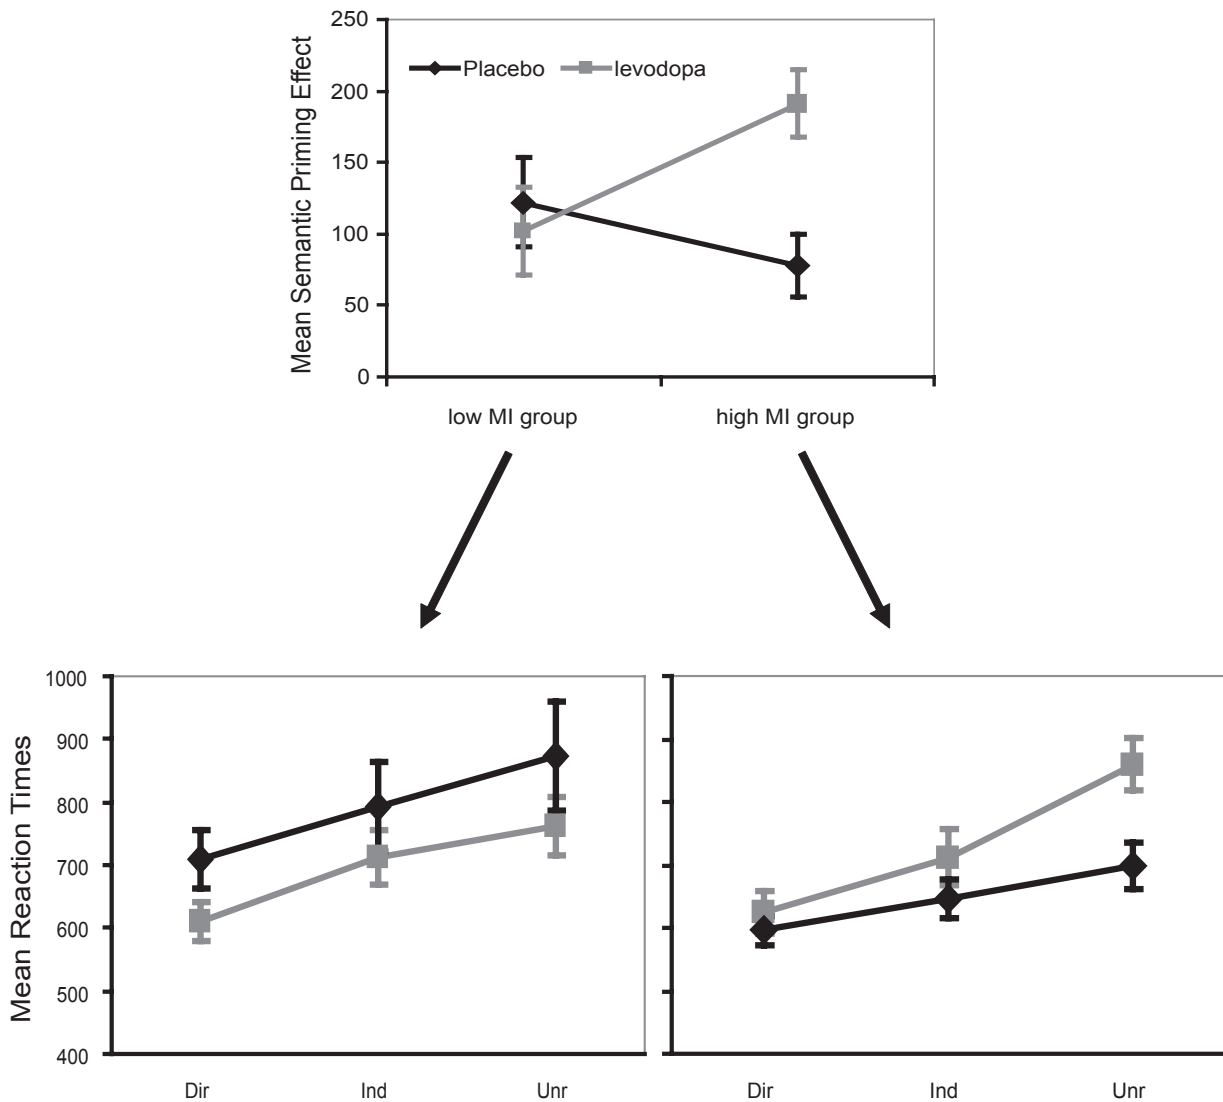 250
Placebo levodopa
200
150
100
50
0
Mean Semantic Priming Effect
low MI group high MI group
1000
900
800
700
600
500
400
Mean Reaction Times
Dir Ind Unr Dir Ind Unr